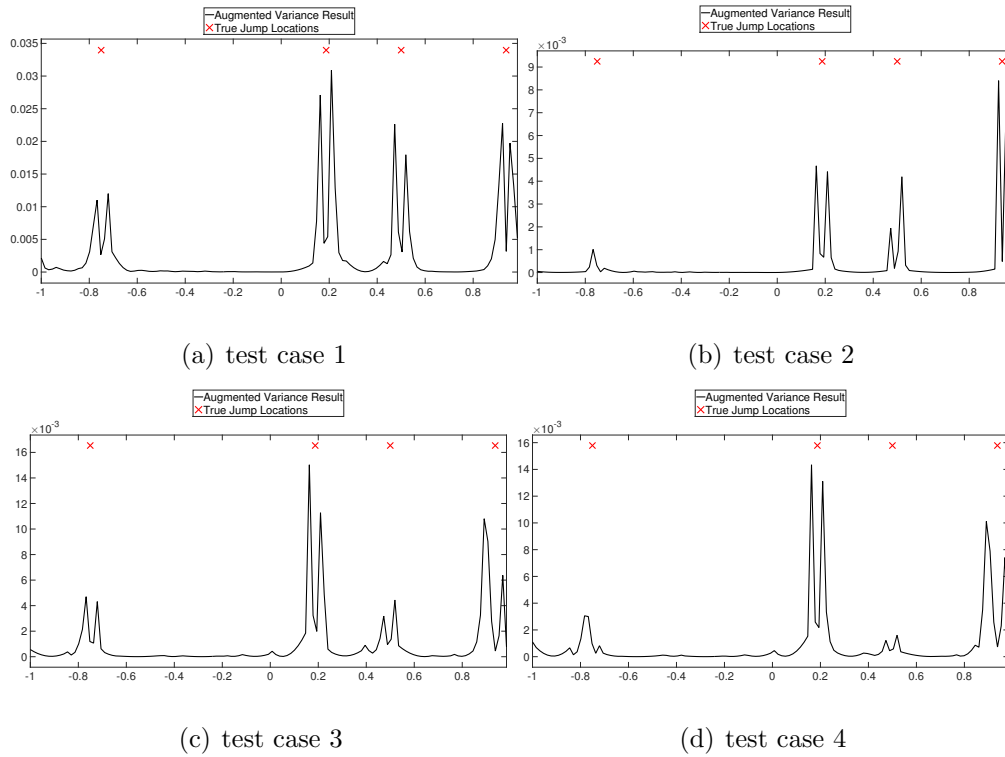 Augmented Variance Result
True Jump Locations
0.035
0.03
0.025
0.02
0.015
0.01
0.005
0
-1 -0.8 -0.6 -0.4 -0.2 0 0.2 0.4 0.6 0.8
(a) test case 1
Augmented Variance Result
True Jump Locations
×10⁻³
9
8
7
6
5
4
3
2
1
0
-1 -0.8 -0.6 -0.4 -0.2 0 0.2 0.4 0.6 0.8
(b) test case 2
Augmented Variance Result
True Jump Locations
×10⁻³
16
14
12
10
8
6
4
2
0
-1 -0.8 -0.6 -0.4 -0.2 0 0.2 0.4 0.6 0.8
(c) test case 3
Augmented Variance Result
True Jump Locations
×10⁻³
16
14
12
10
8
6
4
2
0
-1 -0.8 -0.6 -0.4 -0.2 0 0.2 0.4 0.6 0.8
(d) test case 4